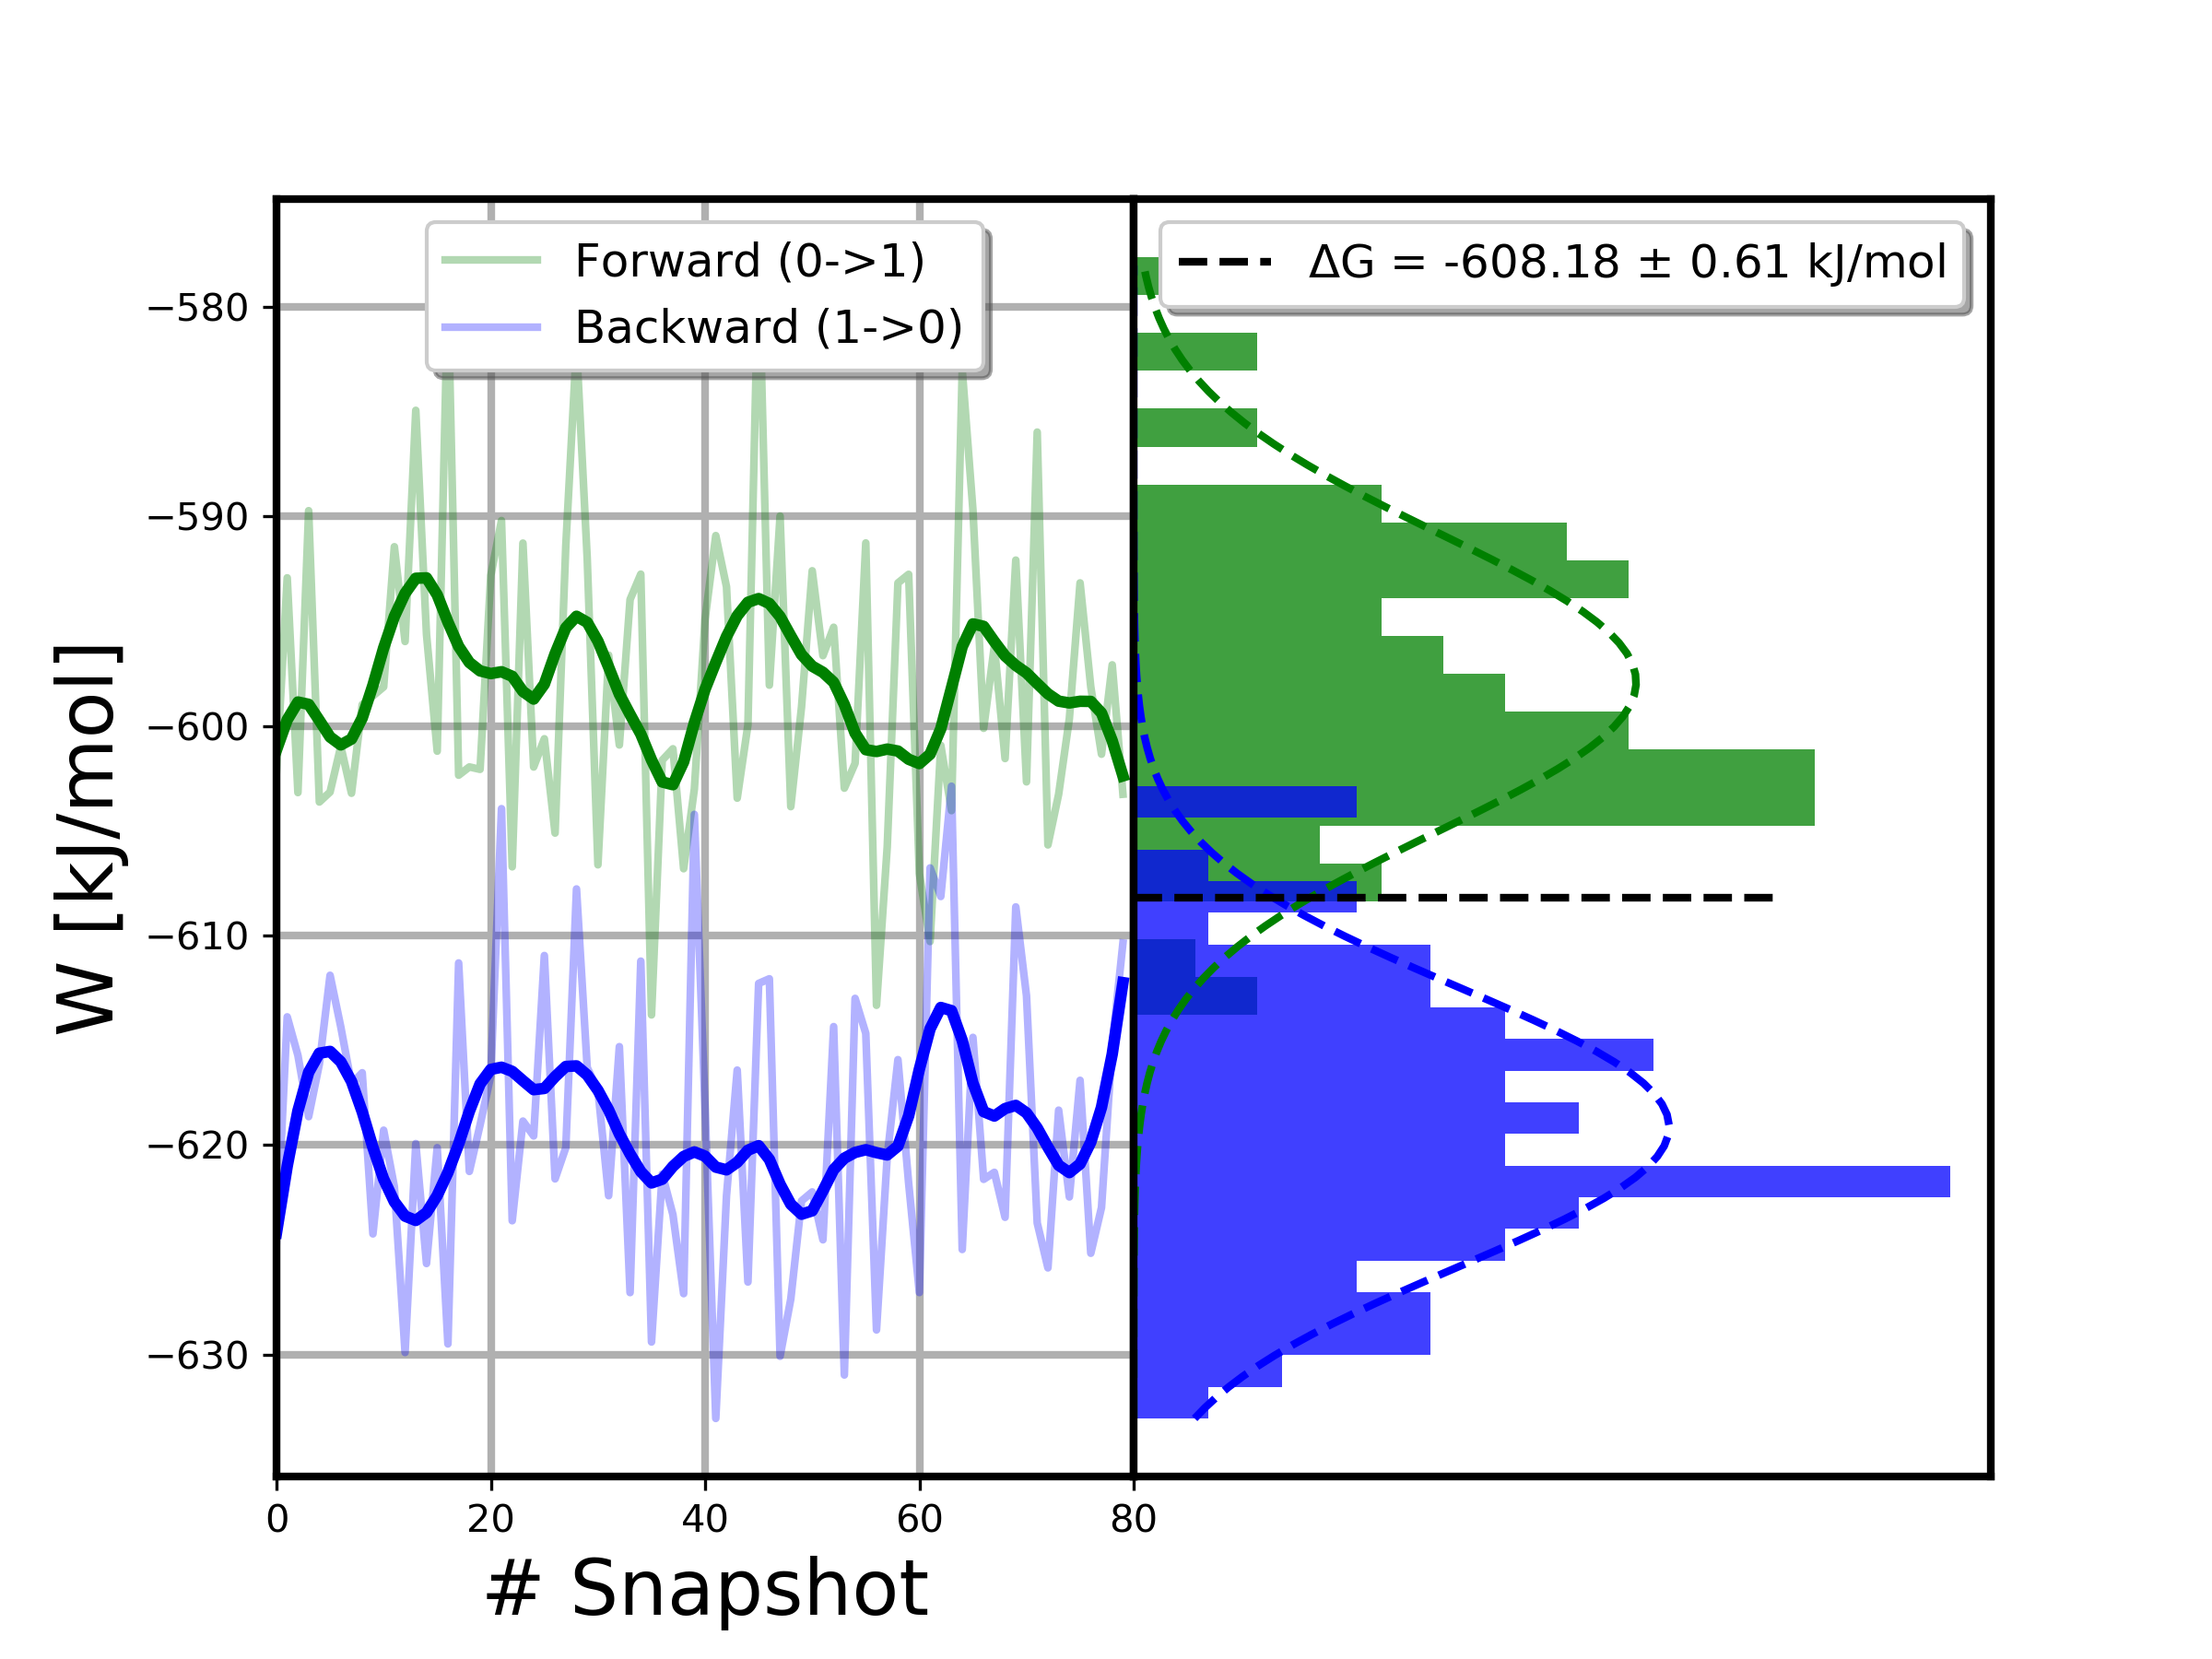 Forward (0->1)
Backward (1->0)
ΔG = -608.18 ± 0.61 kJ/mol
−580
−590
−600
−610
−620
−630
W [kJ/mol]
0 20 40 60 80
# Snapshot